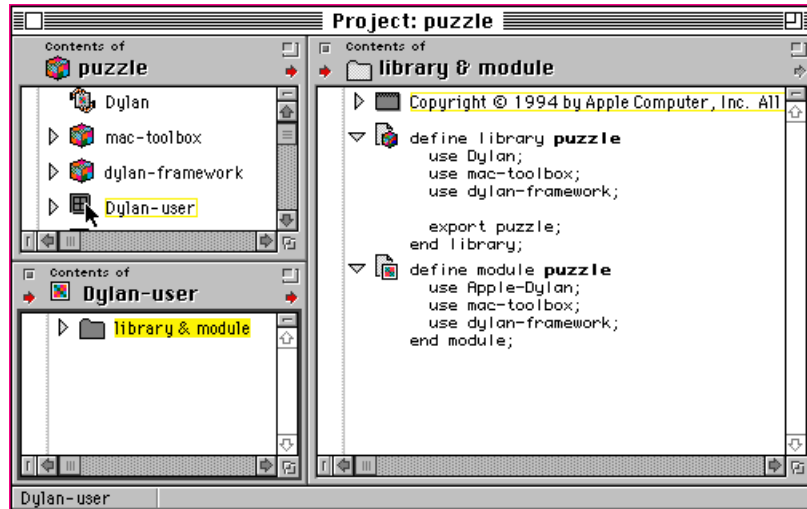 Project: puzzle
Contents of
puzzle
Dylan
mac-toolbox
dylan-framework
Dylan-user
Contents of
Dylan-user
library & module
Contents of
library & module
Copyright © 1994 by Apple Computer, Inc. All
define library puzzle
use Dylan;
use mac-toolbox;
use dylan-framework;
export puzzle;
end library;
define module puzzle
use Apple-Dylan;
use mac-toolbox;
use dylan-framework;
end module;
Dylan-user